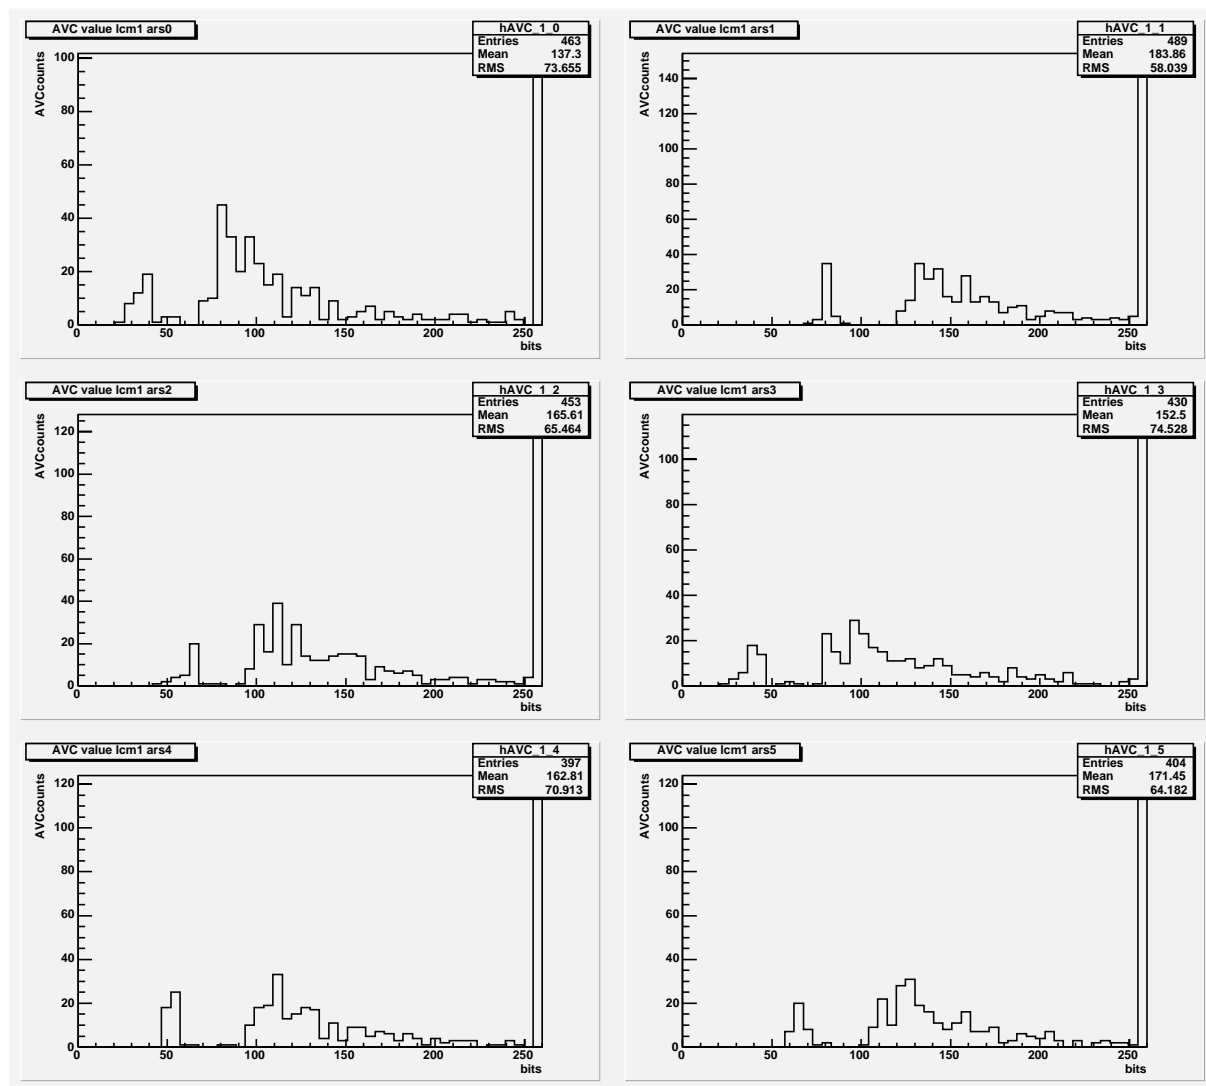 AVC value lcm1 ars0
hAVC_1_0
Entries 463
Mean 137.3
RMS 73.655
AVCcounts
100
80
60
40
20
0
0 50 100 150 200 250
bits
AVC value lcm1 ars1
hAVC_1_1
Entries 489
Mean 183.86
RMS 58.039
AVCcounts
140
120
100
80
60
40
20
0
0 50 100 150 200 250
bits
AVC value lcm1 ars2
hAVC_1_2
Entries 453
Mean 165.61
RMS 65.464
AVCcounts
120
100
80
60
40
20
0
0 50 100 150 200 250
bits
AVC value lcm1 ars3
hAVC_1_3
Entries 430
Mean 152.5
RMS 74.528
AVCcounts
100
80
60
40
20
0
0 50 100 150 200 250
bits
AVC value lcm1 ars4
hAVC_1_4
Entries 397
Mean 162.81
RMS 70.913
AVCcounts
120
100
80
60
40
20
0
0 50 100 150 200 250
bits
AVC value lcm1 ars5
hAVC_1_5
Entries 404
Mean 171.45
RMS 64.182
AVCcounts
120
100
80
60
40
20
0
0 50 100 150 200 250
bits